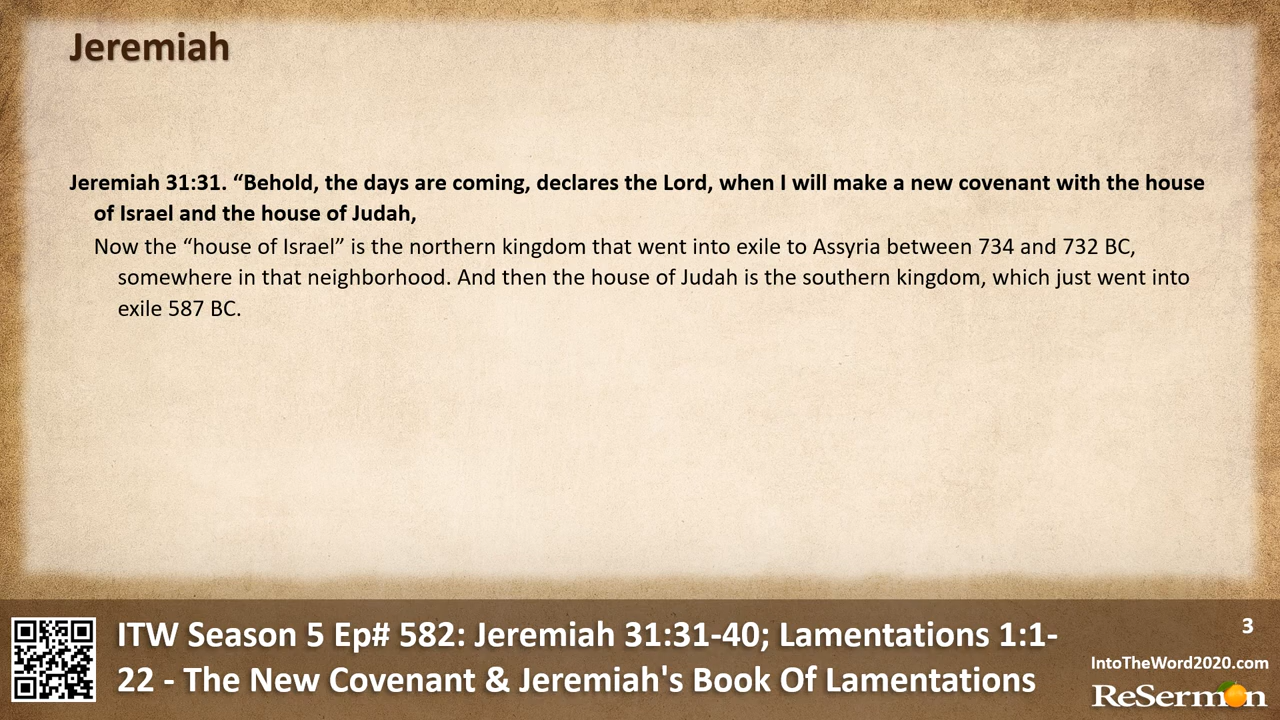 Jeremiah
Jeremiah 31:31. “Behold, the days are coming, declares the Lord, when I will make a new covenant with the house
of Israel and the house of Judah,
Now the “house of Israel” is the northern kingdom that went into exile to Assyria between 734 and 732 BC,
somewhere in that neighborhood. And then the house of Judah is the southern kingdom, which just went into
exile 587 BC.
ITW Season 5 Ep# 582: Jeremiah 31:31-40; Lamentations 1:1-
22 - The New Covenant & Jeremiah's Book Of Lamentations
3
IntoTheWord2020.com
ReSermon